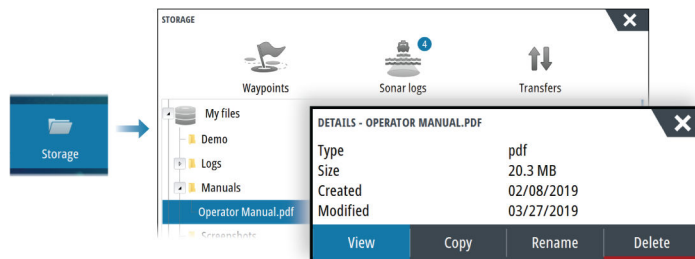 STORAGE
4
Waypoints Sonar logs Transfers
My files
Demo
Storage
Logs
Manuals
Operator Manual.pdf
Screenshots
DETAILS - OPERATOR MANUAL.PDF
Type pdf
Size 20.3 MB
Created 02/08/2019
Modified 03/27/2019
View Copy Rename Delete